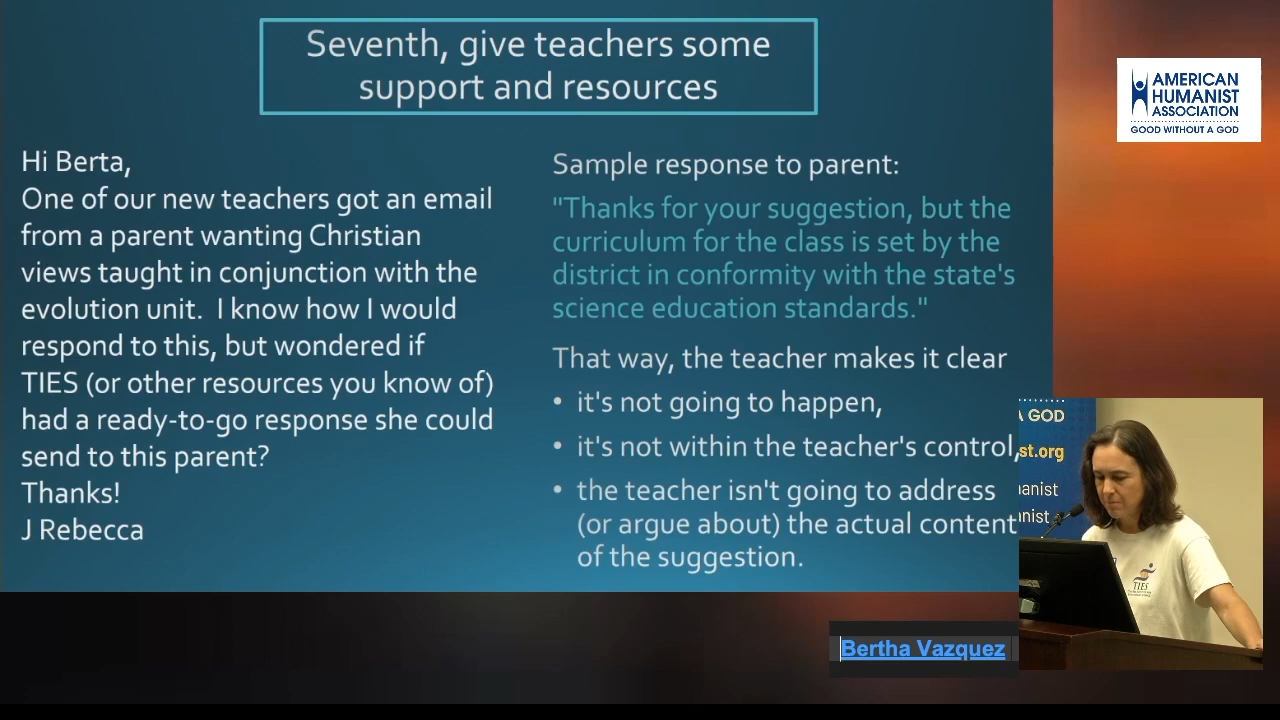 Seventh, give teachers some
support and resources
Hi Berta,
One of our new teachers got an email
from a parent wanting Christian
views taught in conjunction with the
evolution unit.  I know how I would
respond to this, but wondered if
TIES (or other resources you know of)
had a ready-to-go response she could
send to this parent?
Thanks!
J Rebecca
Sample response to parent:
"Thanks for your suggestion, but the
curriculum for the class is set by the
district in conformity with the state's
science education standards."
That way, the teacher makes it clear
• it's not going to happen,
• it's not within the teacher's control,
• the teacher isn't going to address
(or argue about) the actual content
of the suggestion.
AMERICAN
HUMANIST
ASSOCIATION
GOOD WITHOUT A GOD
A GOD
st.org
anist
nist
TIES
Bertha Vazquez